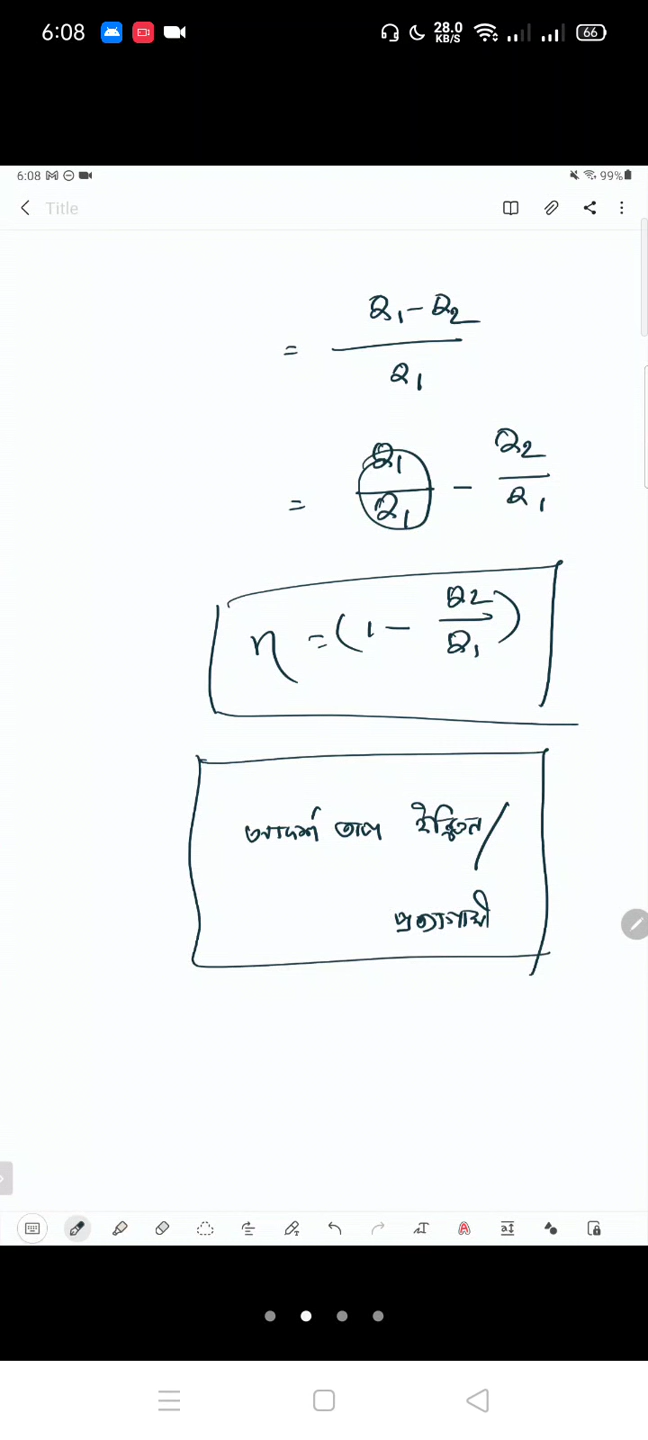 6:08
28.0
KB/S
66
6:08
99%
Title
= Q₁-Q₂ / Q₁
= Q₁ / Q₁ - Q₂ / Q₁
η = (1 - Q₂ / Q₁)
আদর্শ তাপ ইঞ্জিন/
প্রত্যাগামী